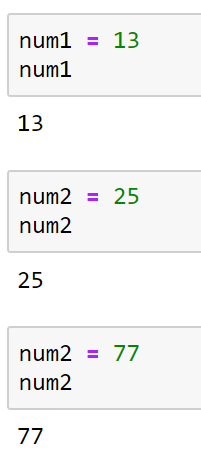 num1 = 13
num1
13
num2 = 25
num2
25
num2 = 77
num2
77